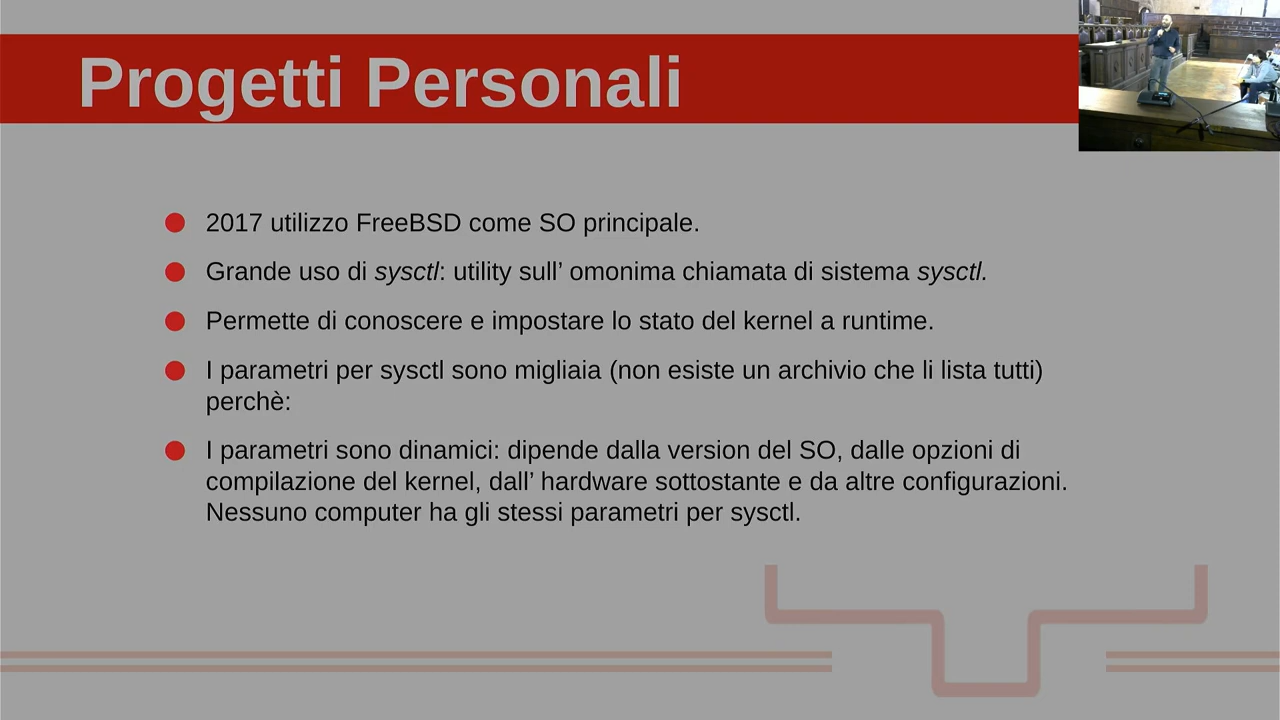 Progetti Personali
2017 utilizzo FreeBSD come SO principale.
Grande uso di sysctl: utility sull’ omonima chiamata di sistema sysctl.
Permette di conoscere e impostare lo stato del kernel a runtime.
I parametri per sysctl sono migliaia (non esiste un archivio che li lista tutti)
perchè:
I parametri sono dinamici: dipende dalla version del SO, dalle opzioni di
compilazione del kernel, dall’ hardware sottostante e da altre configurazioni.
Nessuno computer ha gli stessi parametri per sysctl.